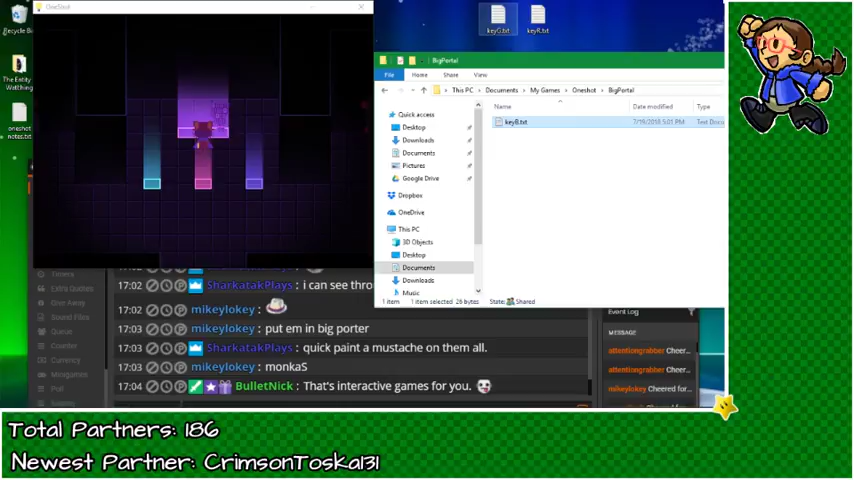 OneShot
Recycle Bin
The Entity
Watching
oneshot
notes.txt
keyG.txt
keyR.txt
BigPortal
File
Home
Share
View
This PC
Documents
My Games
Oneshot
BigPortal
Name
Date modified
Type
keyB.txt
7/19/2018 5:01 PM
Text Docu
Quick access
Desktop
Downloads
Documents
Pictures
Google Drive
Dropbox
OneDrive
This PC
3D Objects
Desktop
Documents
Downloads
Music
1 item
1 item selected 26 bytes
State:
Shared
Timers
Extra Quotes
Give Away
Sound Files
Queue
Counter
Currency
Minigames
Poll
17:02
17:02 SharkatakPlays : i can see thro
17:02 mikeylokey :
17:03 mikeylokey : put em in big porter
17:03 SharkatakPlays : quick paint a mustache on them all.
17:03 mikeylokey : monkaS
17:04 BulletNick : That's interactive games for you.
Event Log
MESSAGE
attentiongrabber Cheer...
attentiongrabber Cheer...
mikeylokey Cheered for...
Total Partners: 186
Newest Partner: CrimsonToska131